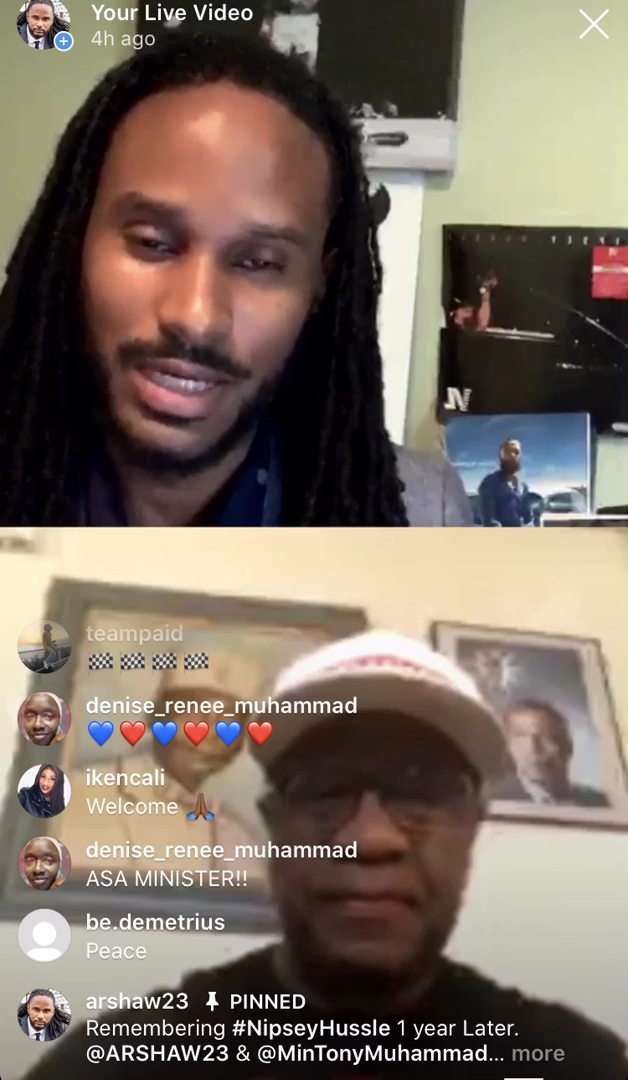 Your Live Video
4h ago
teampaid
🏁 🏁 🏁 🏁
denise_renee_muhammad
💙❤️💙❤️💙❤️
ikencali
Welcome 🙏🏾
denise_renee_muhammad
ASA MINISTER!!
be.demetrius
Peace
arshaw23 📌 PINNED
Remembering #NipseyHussle 1 year Later.
@ARSHAW23 & @MinTonyMuhammad... more